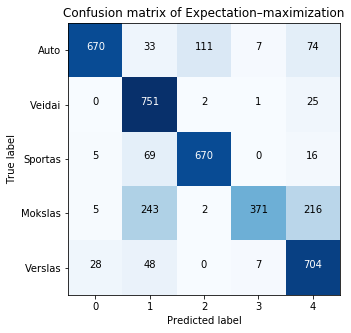 Confusion matrix of Expectation–maximization
True label
Auto 670 33 111 7 74
Veidai 0 751 2 1 25
Sportas 5 69 670 0 16
Mokslas 5 243 2 371 216
Verslas 28 48 0 7 704
0 1 2 3 4
Predicted label